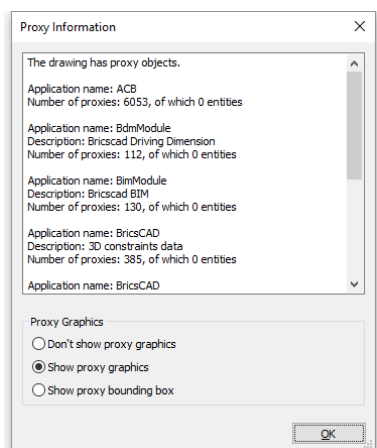 Proxy Information
The drawing has proxy objects.
Application name: ACB
Number of proxies: 6053, of which 0 entities
Application name: BdmModule
Description: Bricscad Driving Dimension
Number of proxies: 112, of which 0 entities
Application name: BimModule
Description: Bricscad BIM
Number of proxies: 130, of which 0 entities
Application name: BricsCAD
Description: 3D constraints data
Number of proxies: 385, of which 0 entities
Application name: BricsCAD
Proxy Graphics
Don't show proxy graphics
Show proxy graphics
Show proxy bounding box
OK